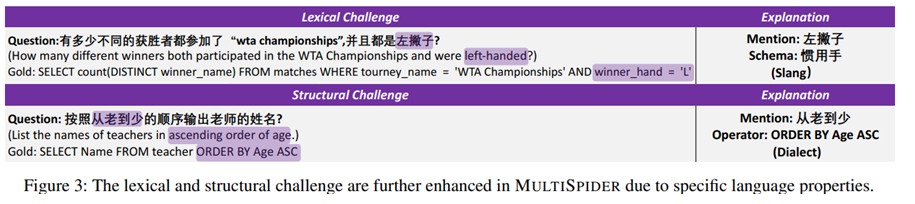 Lexical Challenge Explanation
Question:有多少不同的获胜者都参加了 “wta championships”,并且都是左撇子? Mention: 左撇子
(How many different winners both participated in the WTA Championships and were left-handed?) Schema: 惯用手
Gold: SELECT count(DISTINCT winner_name) FROM matches WHERE tourney_name = 'WTA Championships' AND winner_hand = 'L' (Slang)
Structural Challenge Explanation
Question: 按照从老到少的顺序输出老师的姓名? Mention: 从老到少
(List the names of teachers in ascending order of age.) Operator: ORDER BY Age ASC
Gold: SELECT Name FROM teacher ORDER BY Age ASC (Dialect)
Figure 3: The lexical and structural challenge are further enhanced in MULTISPIDER due to specific language properties.